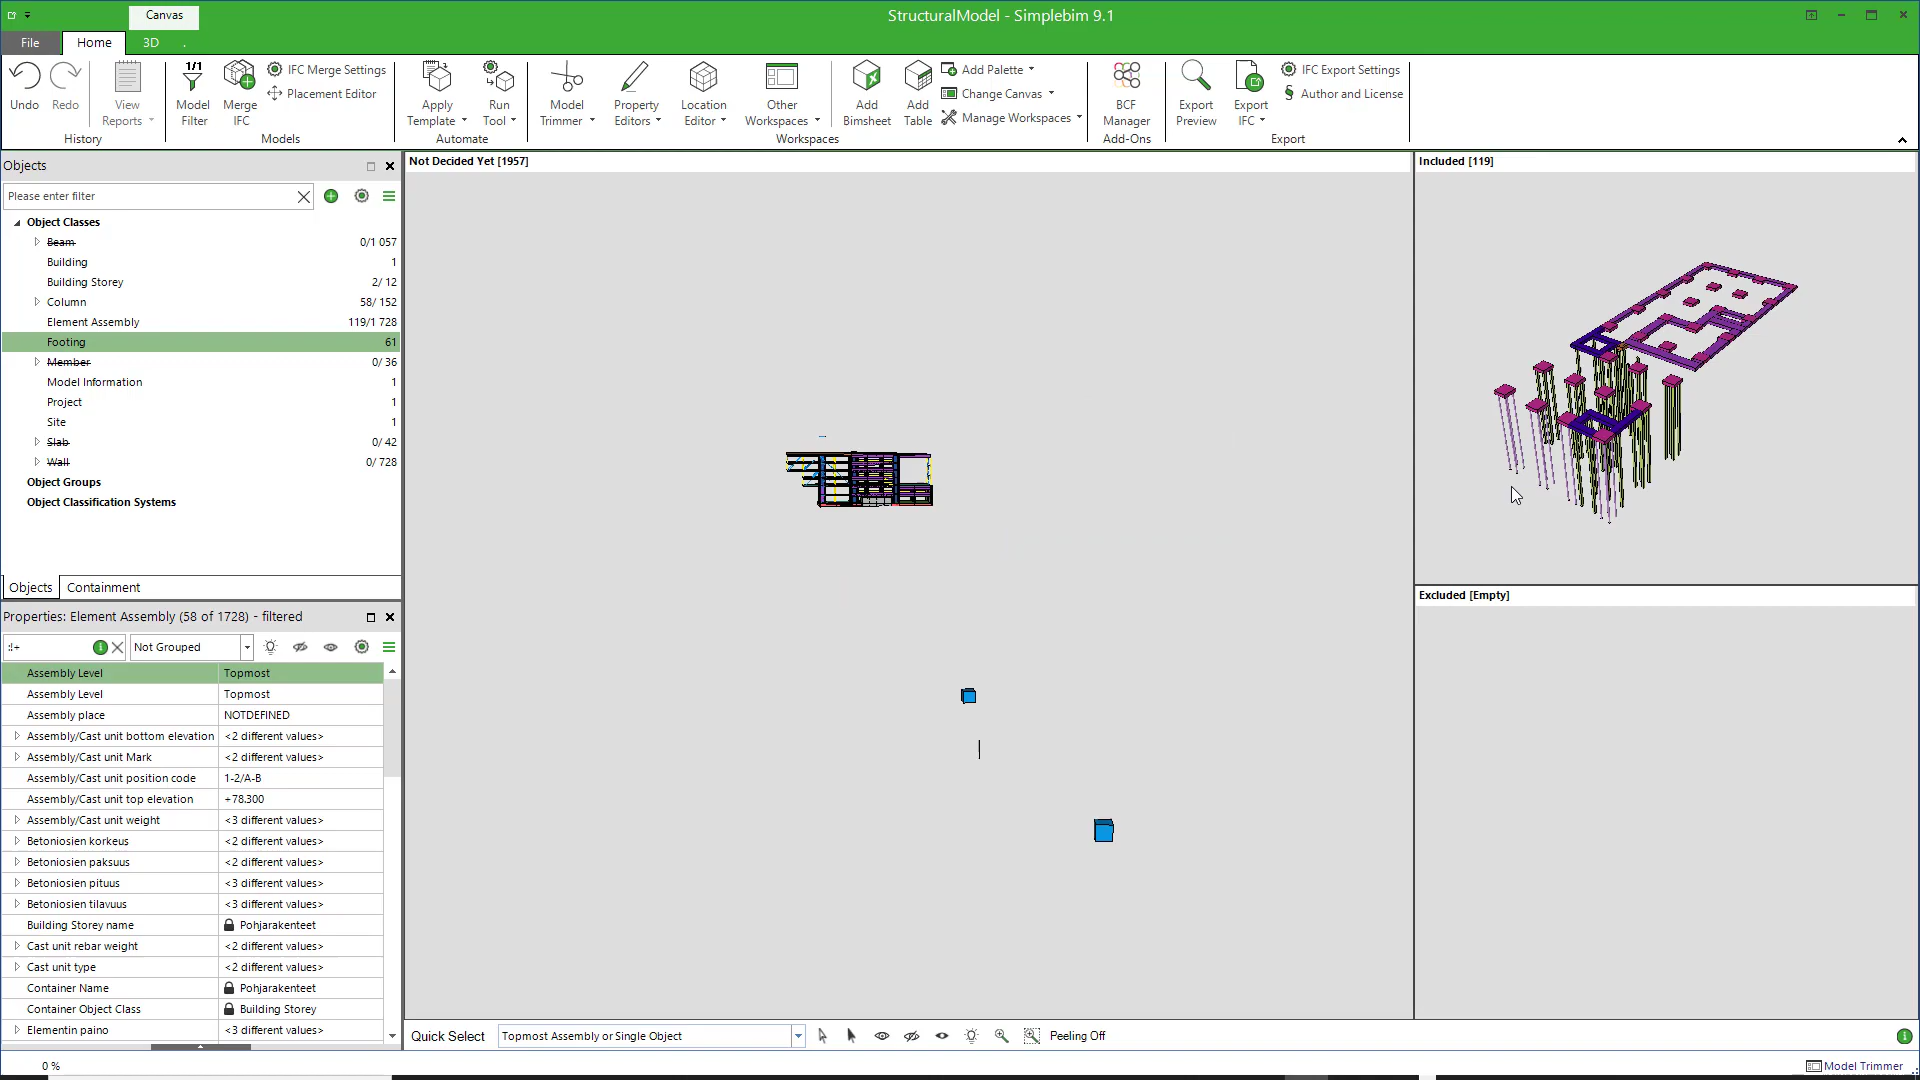 Canvas
StructuralModel - Simplebim 9.1
File
Home
3D
.
Undo
Redo
View Reports
History
1/1
Model Filter
Merge IFC
IFC Merge Settings
Placement Editor
Models
Apply Template
Run Tool
Automate
Model Trimmer
Property Editors
Location Editor
Other Workspaces
Add Bimsheet
Add Table
Add Palette
Change Canvas
Manage Workspaces
Workspaces
BCF Manager
Add-Ons
Export Preview
Export IFC
IFC Export Settings
Author and License
Export
Objects
Please enter filter
Object Classes
Beam 0/1 057
Building 1
Building Storey 2/ 12
Column 58/ 152
Element Assembly 119/1 728
Footing 61
Member 0/ 36
Model Information 1
Project 1
Site 1
Slab 0/ 42
Wall 0/ 728
Object Groups
Object Classification Systems
Objects
Containment
Properties: Element Assembly (58 of 1728) - filtered
Not Grouped
Assembly Level Topmost
Assembly Level Topmost
Assembly place NOTDEFINED
Assembly/Cast unit bottom elevation <2 different values>
Assembly/Cast unit Mark <2 different values>
Assembly/Cast unit position code 1-2/A-B
Assembly/Cast unit top elevation +78.300
Assembly/Cast unit weight <3 different values>
Betoniosien korkeus <2 different values>
Betoniosien paksuus <2 different values>
Betoniosien pituus <3 different values>
Betoniosien tilavuus <3 different values>
Building Storey name Pohjarakenteet
Cast unit rebar weight <2 different values>
Cast unit type <2 different values>
Container Name Pohjarakenteet
Container Object Class Building Storey
Elementin paino <3 different values>
0 %
Not Decided Yet [1957]
Included [119]
Excluded [Empty]
Quick Select
Topmost Assembly or Single Object
Peeling Off
Model Trimmer